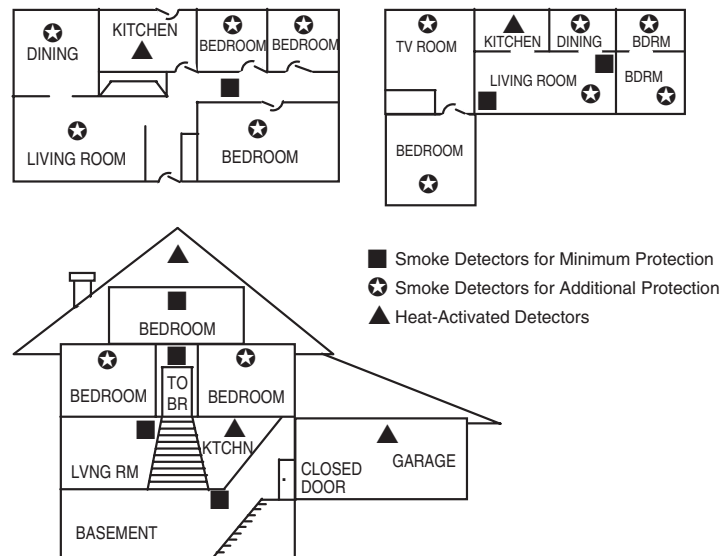 DINING
KITCHEN
BEDROOM
BEDROOM
LIVING ROOM
BEDROOM
TV ROOM
KITCHEN
DINING
BDRM
LIVING ROOM
BDRM
BEDROOM
Smoke Detectors for Minimum Protection
Smoke Detectors for Additional Protection
Heat-Activated Detectors
BEDROOM
BEDROOM
TO
BR
BEDROOM
LVNG RM
KTCHN
CLOSED
DOOR
GARAGE
BASEMENT